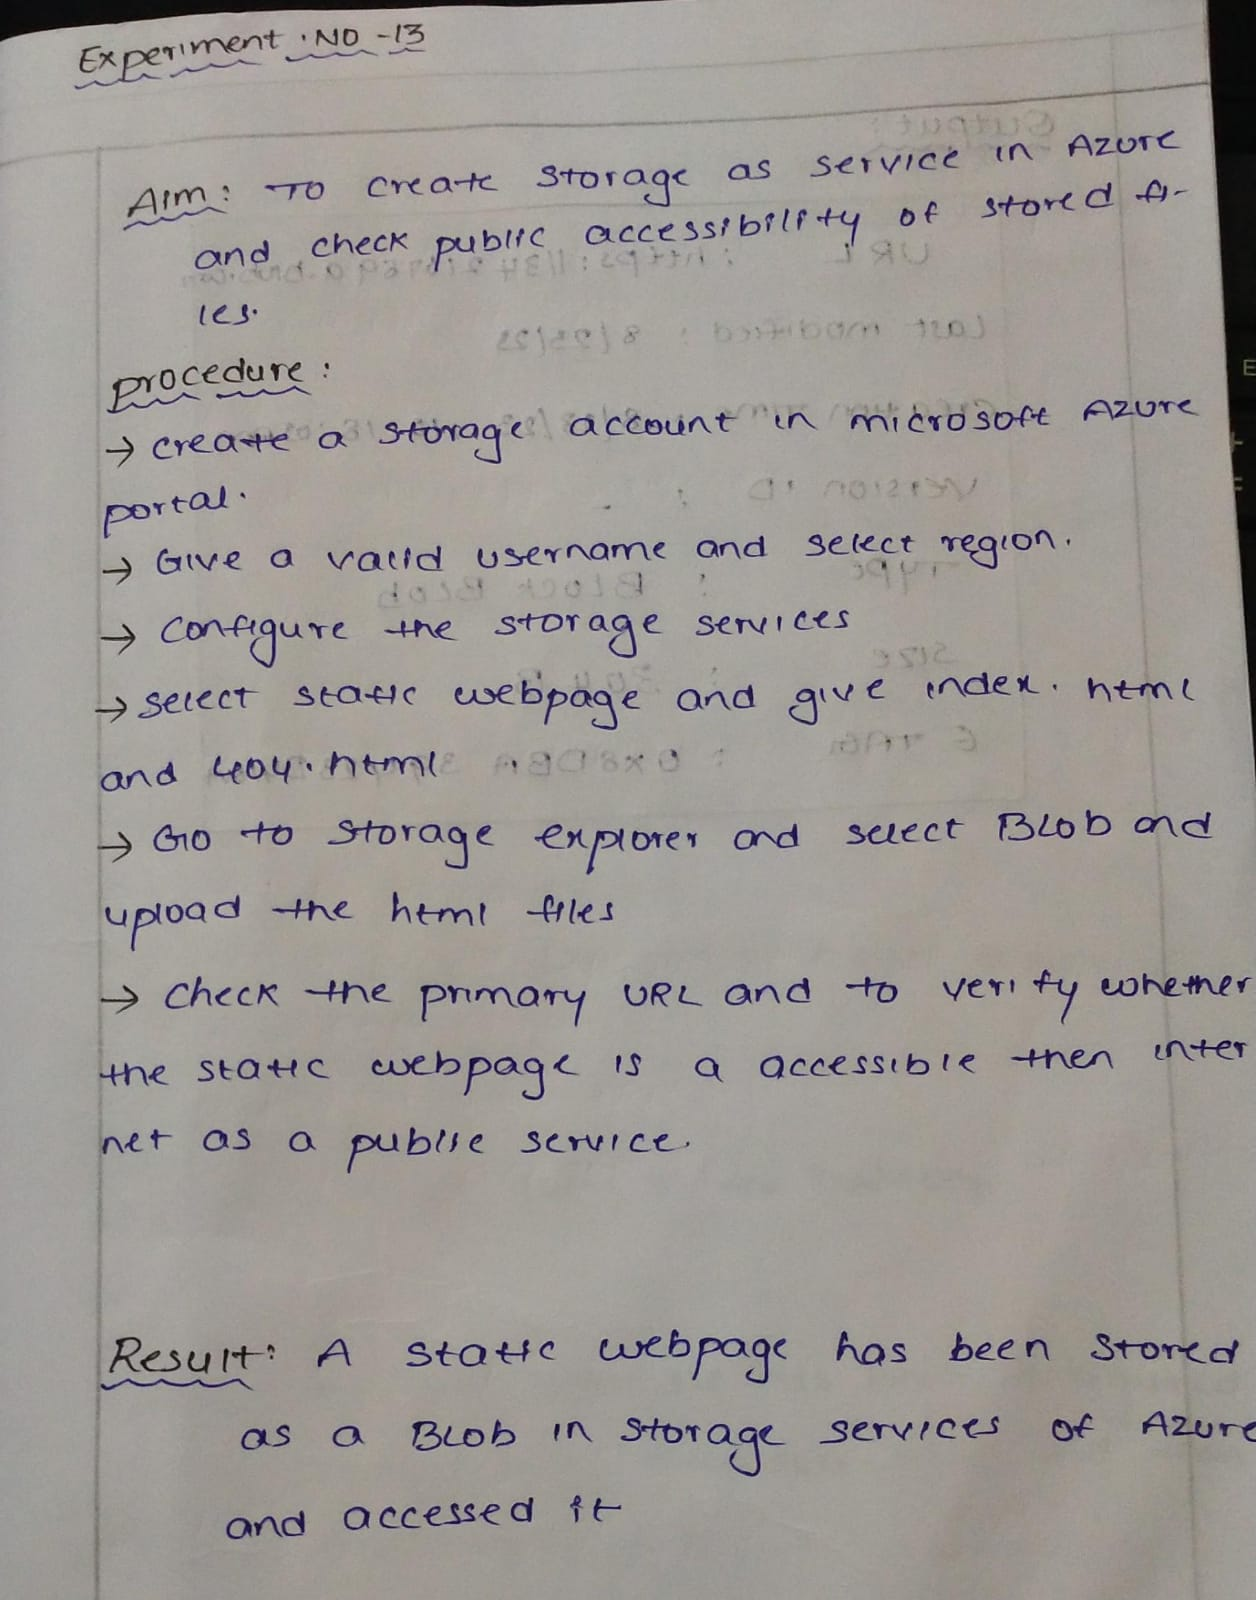 Experiment . NO - 13
Aim : To create storage as service in Azure
and check public accessibility of stored fi-
les.
Procedure :
→ create a storage account in microsoft Azure
portal.
→ Give a valid username and select region.
→ configure the storage services
→ select static webpage and give index. html
and 404. html
→ Go to storage explorer and select Blob and
upload the html files
→ check the primary URL and to verify whether
the static webpage is a accessible then inter
net as a public service.
Result : A static webpage has been stored
as a Blob in storage services of Azure
and accessed it